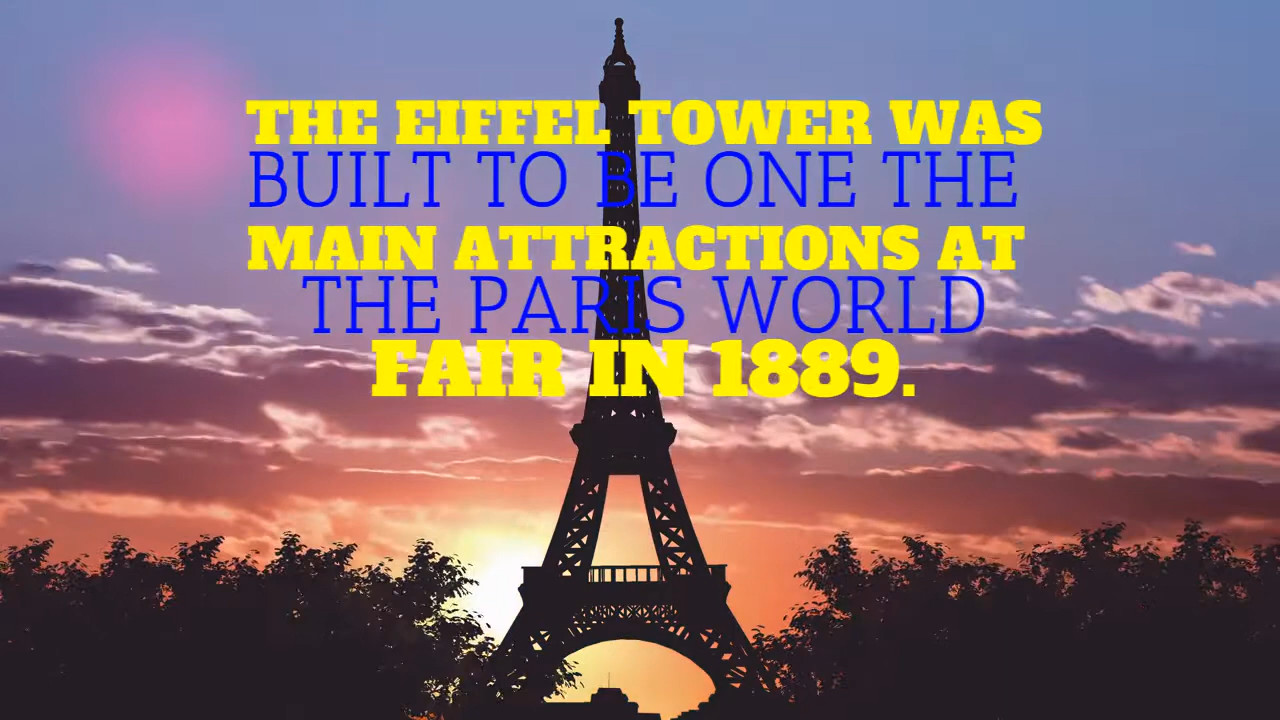 THE EIFFEL TOWER WAS
BUILT TO BE ONE THE
MAIN ATTRACTIONS AT
THE PARIS WORLD
FAIR IN 1889.